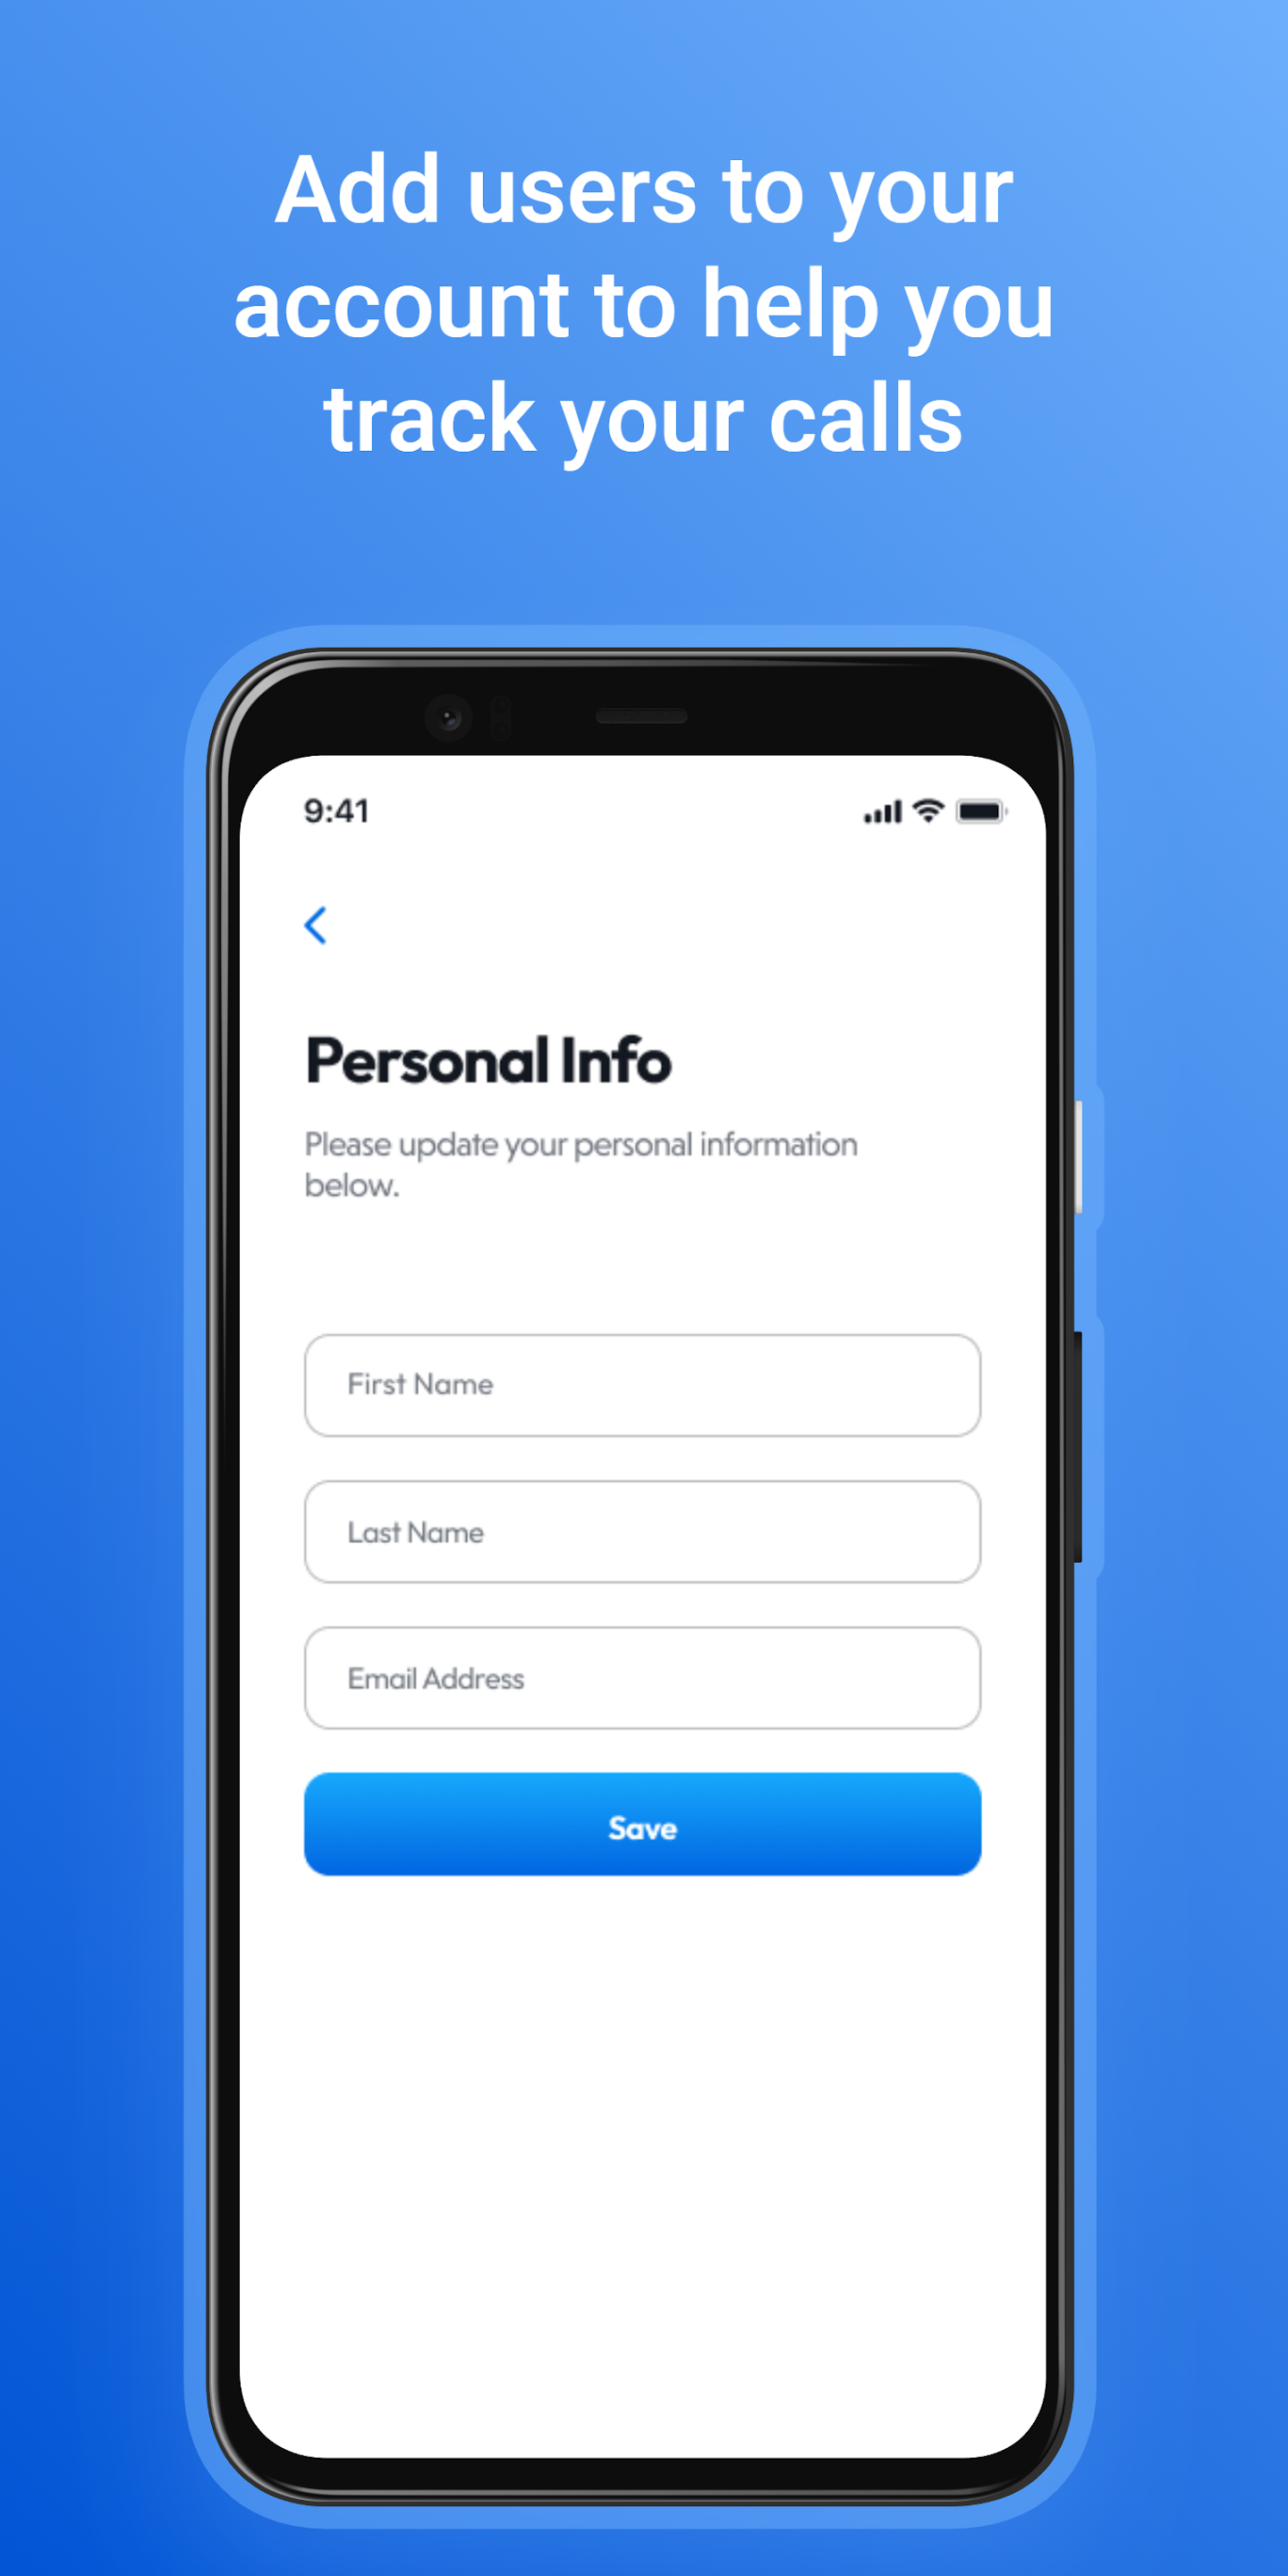 Add users to your
account to help you
track your calls
9:41
Personal Info
Please update your personal information
below.
First Name
Last Name
Email Address
Save